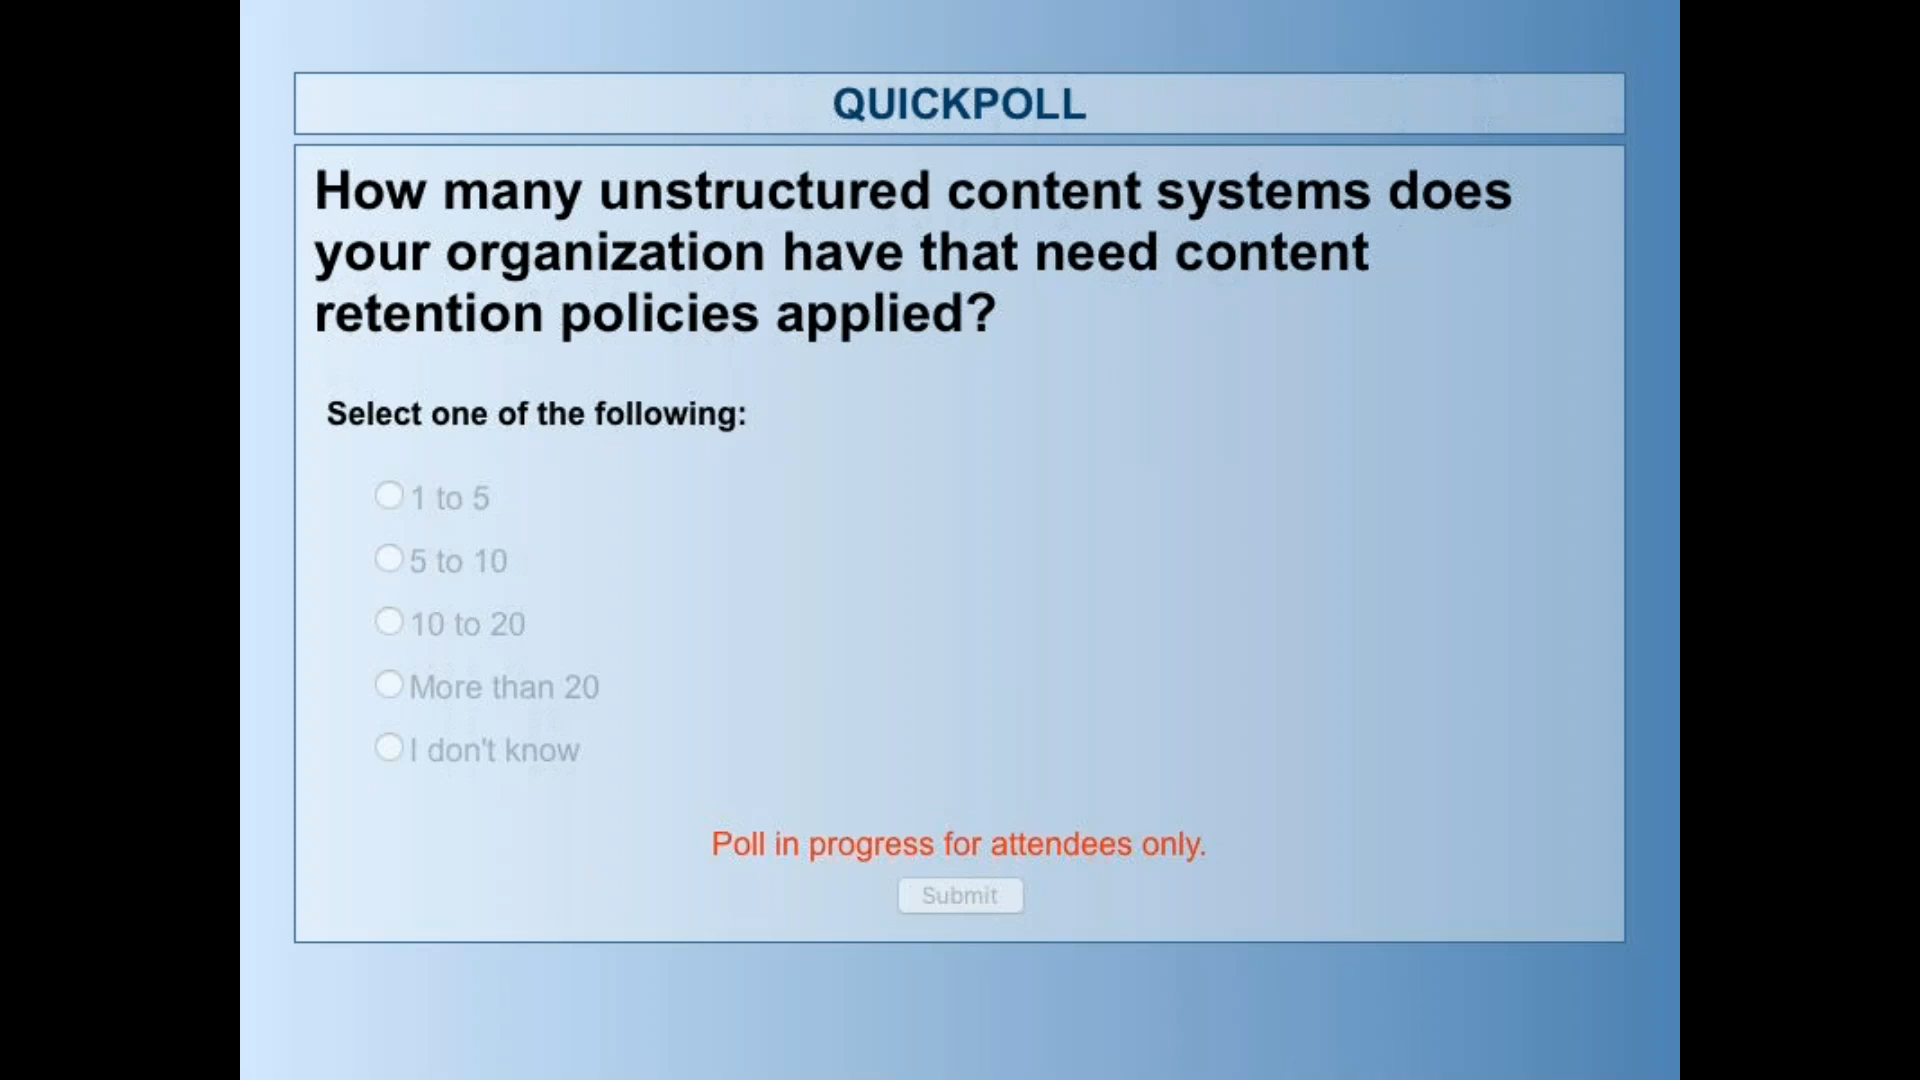 QUICKPOLL
How many unstructured content systems does
your organization have that need content
retention policies applied?
Select one of the following:
1 to 5
5 to 10
10 to 20
More than 20
I don't know
Poll in progress for attendees only.
Submit